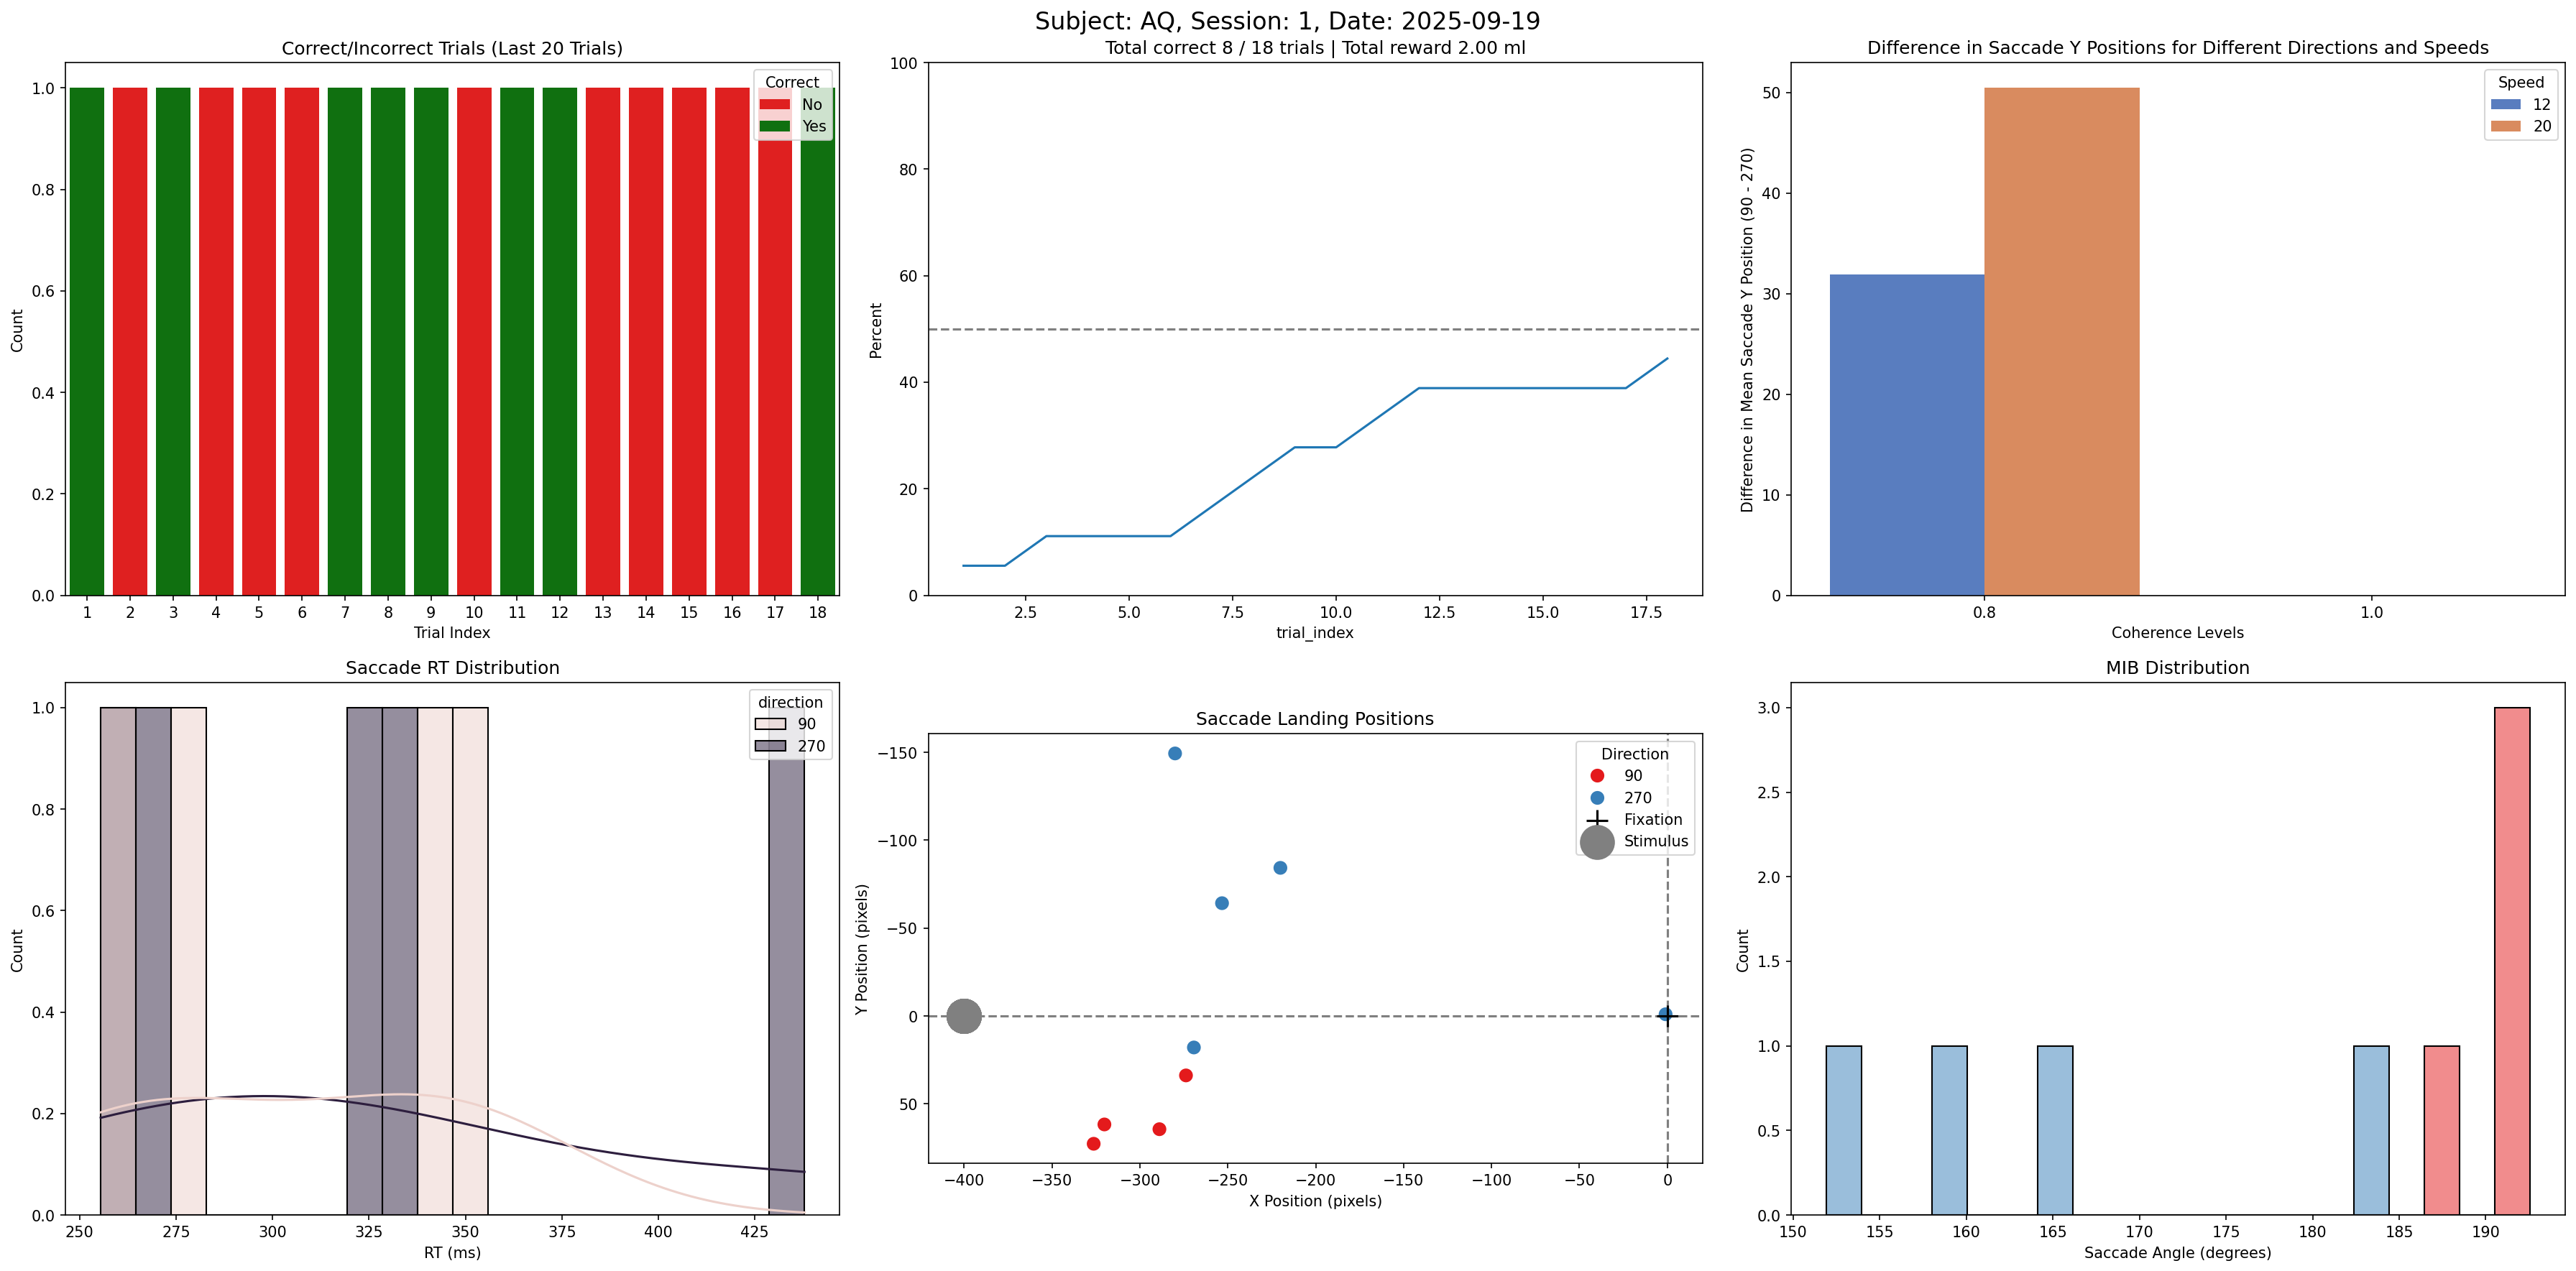 Subject: AQ, Session: 1, Date: 2025-09-19
Correct/Incorrect Trials (Last 20 Trials)
Correct
No
Yes
1.0
0.8
0.6
0.4
0.2
0.0
Count
1 2 3 4 5 6 7 8 9 10 11 12 13 14 15 16 17 18
Trial Index
Total correct 8 / 18 trials | Total reward 2.00 ml
100
80
60
40
20
0
Percent
2.5 5.0 7.5 10.0 12.5 15.0 17.5
trial_index
Difference in Saccade Y Positions for Different Directions and Speeds
Speed
12
20
50
40
30
20
10
0
Difference in Mean Saccade Y Position (90 - 270)
0.8 1.0
Coherence Levels
Saccade RT Distribution
direction
90
270
1.0
0.8
0.6
0.4
0.2
0.0
Count
250 275 300 325 350 375 400 425
RT (ms)
Saccade Landing Positions
Direction
90
270
Fixation
Stimulus
−150
−100
−50
0
50
Y Position (pixels)
−400 −350 −300 −250 −200 −150 −100 −50 0
X Position (pixels)
MIB Distribution
3.0
2.5
2.0
1.5
1.0
0.5
0.0
Count
150 155 160 165 170 175 180 185 190
Saccade Angle (degrees)